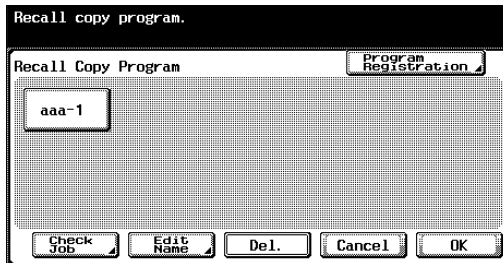 Recall copy program.
Recall Copy Program
Program
Registration
aaa-1
Check
Job
Edit
Name
Del.
Cancel
OK